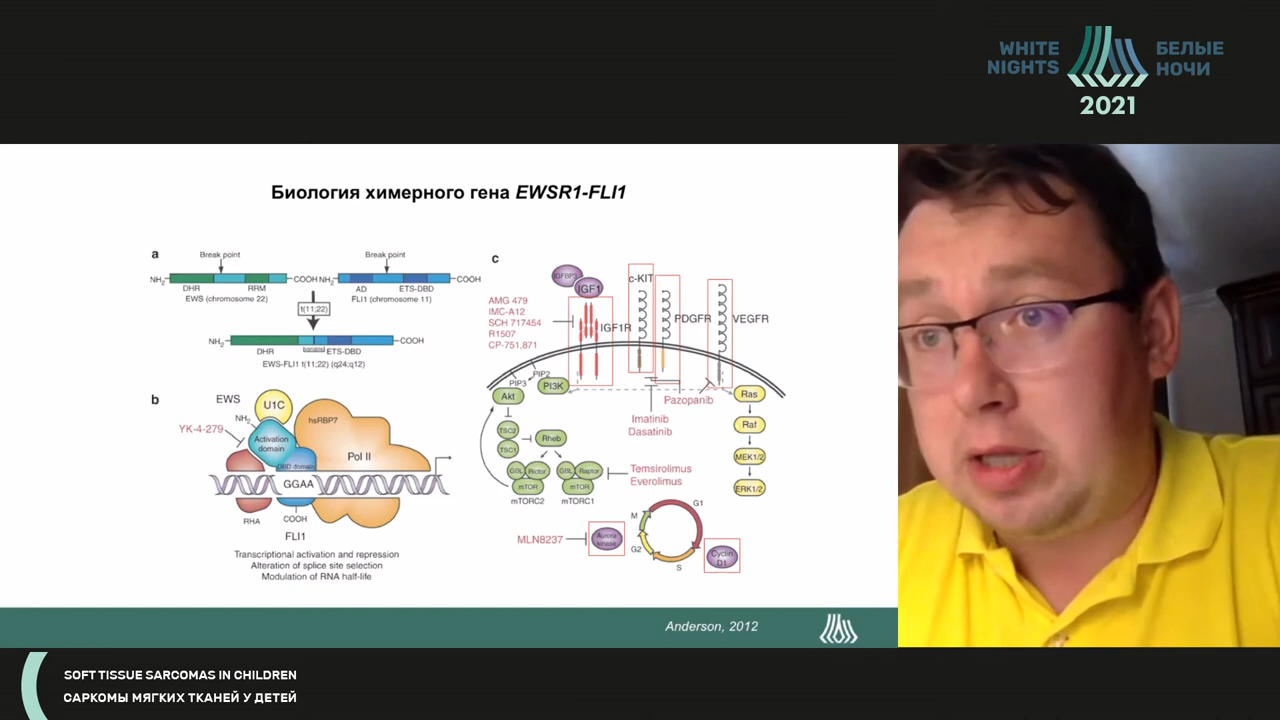 WHITE NIGHTS
БЕЛЫЕ НОЧИ
2021
Биология химерного гена EWSR1-FLI1
a
Break point
Break point
NH2
COOH
NH2
COOH
DHR
RRM
AD
ETS-DBD
EWS (chromosome 22)
FLI1 (chromosome 11)
t(11;22)
NH2
COOH
DHR
ETS-DBD
EWS-FLI1 t(11;22) (q24;q12)
b
EWS
U1C
hsRBP7
NH2
YK-4-279
Activation domain
Pol II
DBD domain
GGAA
RHA
COOH
FLI1
Transcriptional activation and repression
Alteration of splice site selection
Modulation of RNA half-life
c
IGFBP3
IGF1
c-KIT
AMG 479
IMC-A12
SCH 717454
R1507
CP-751,871
IGF1R
PDGFR
VEGFR
PIP2
PIP3
PI3K
Akt
Ras
Pazopanib
Imatinib
Dasatinib
Raf
TSC2
TSC1
Rheb
MEK1/2
GBL
Rictor
mTOR
mTORC2
GBL
Raptor
mTOR
mTORC1
Temsirolimus
Everolimus
ERK1/2
G1
M
G2
S
MLN8237
Aurora
Cyclin D1
Anderson, 2012
SOFT TISSUE SARCOMAS IN CHILDREN
САРКОМЫ МЯГКИХ ТКАНЕЙ У ДЕТЕЙ